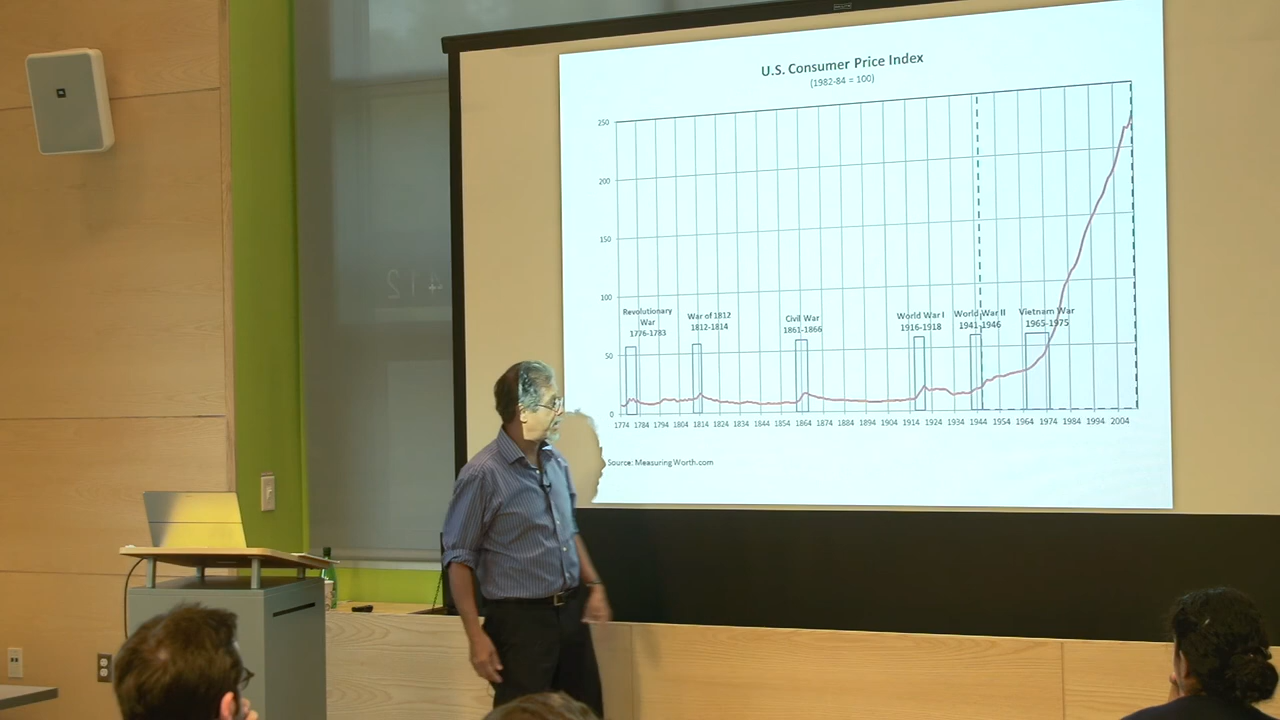 U.S. Consumer Price Index
(1982-84 = 100)
250
200
150
100
50
0
Revolutionary
War
1776-1783
War of 1812
1812-1814
Civil War
1861-1866
World War I
1916-1918
World War II
1941-1946
Vietnam War
1965-1975
1774 1784 1794 1804 1814 1824 1834 1844 1854 1864 1874 1884 1894 1904 1914 1924 1934 1944 1954 1964 1974 1984 1994 2004
Source: MeasuringWorth.com
412